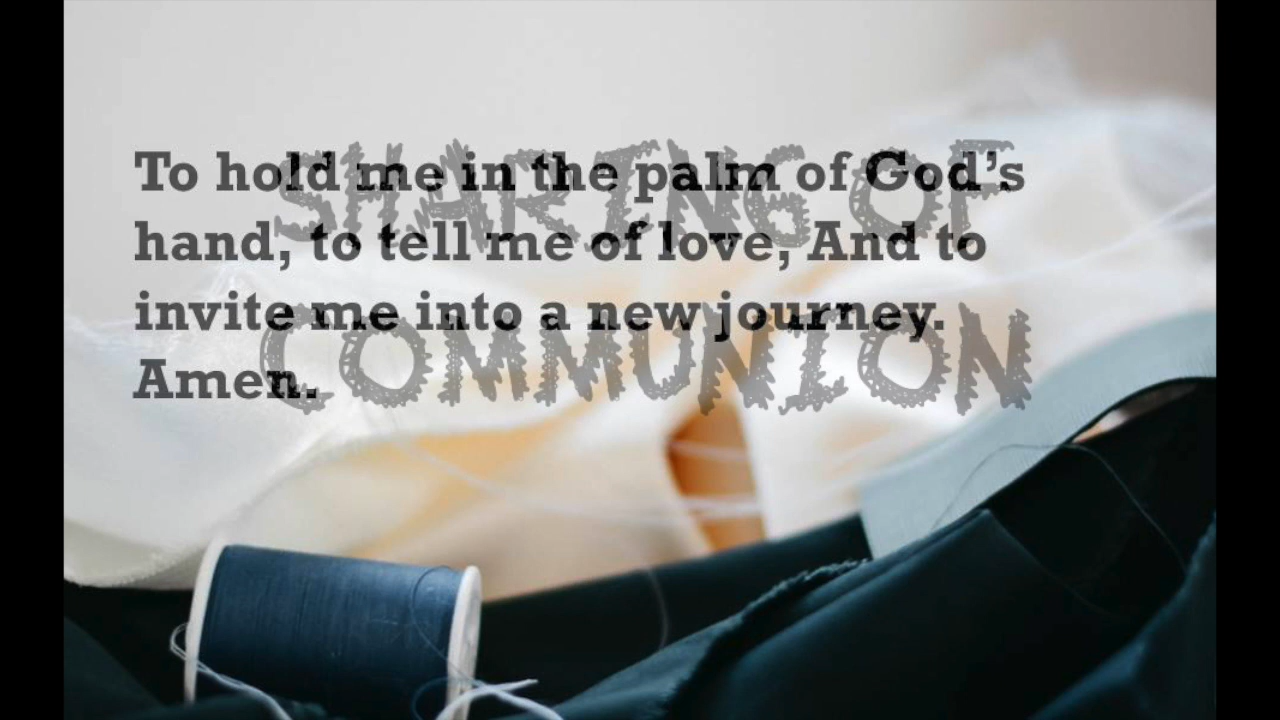 To hold me in the palm of God’s
hand, to tell me of love, And to
invite me into a new journey.
Amen.
SHARING OF
COMMUNION